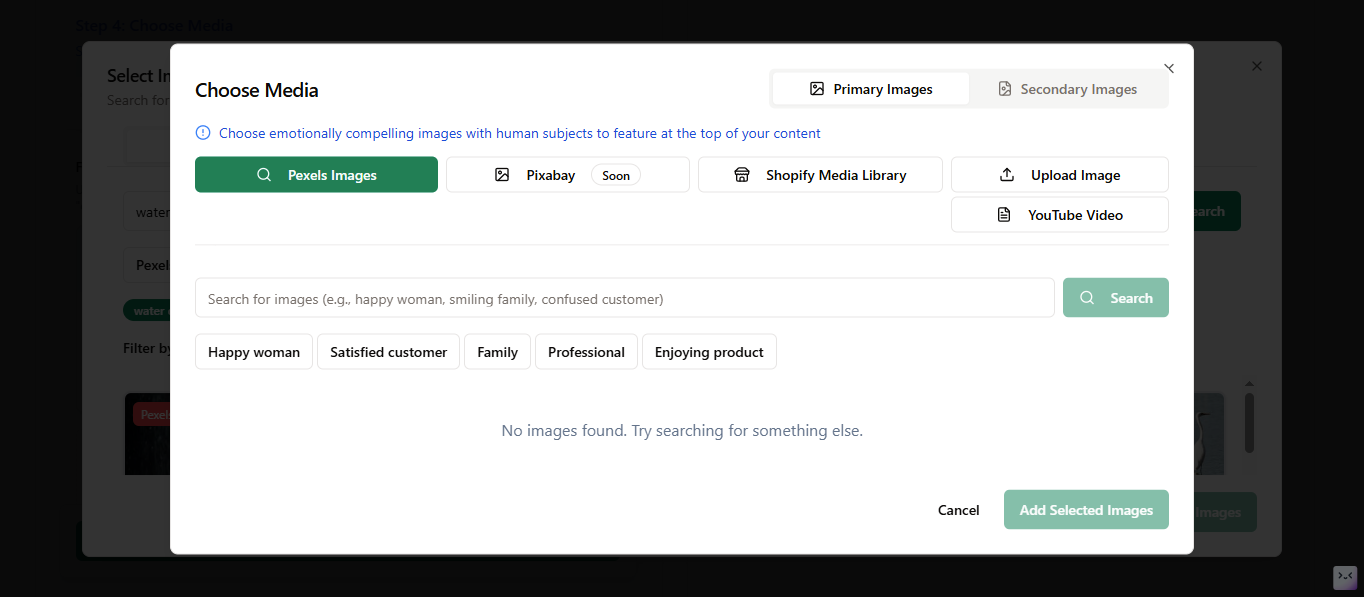 Step 4: Choose Media
Select In
Search for
Choose Media
Primary Images
Secondary Images
Choose emotionally compelling images with human subjects to feature at the top of your content
Pexels Images
Pixabay
Soon
Shopify Media Library
Upload Image
YouTube Video
water
earch
Pexel
Search for images (e.g., happy woman, smiling family, confused customer)
Search
water
Happy woman
Satisfied customer
Family
Professional
Enjoying product
Filter by
Pexels
No images found. Try searching for something else.
Cancel
Add Selected Images
Images